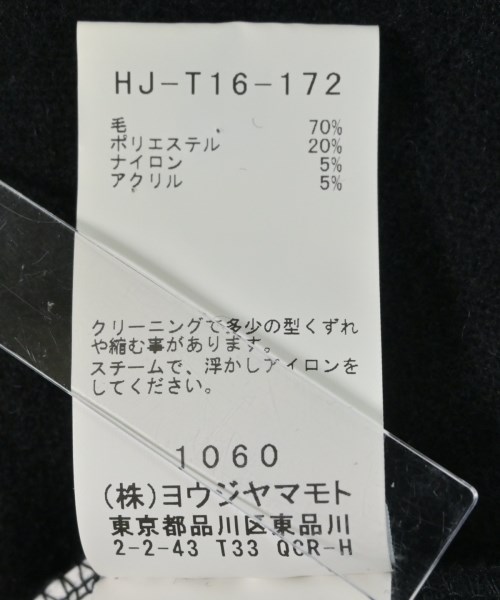 HJ-T16-172
毛 70%
ポリエステル 20%
ナイロン 5%
アクリル 5%
クリーニングで多少の型くずれ
や縮む事があります。
スチームで、浮かしアイロンを
してください。
1060
(株)ヨウジヤマモト
東京都品川区東品川
2-2-43 T33 QCR-H